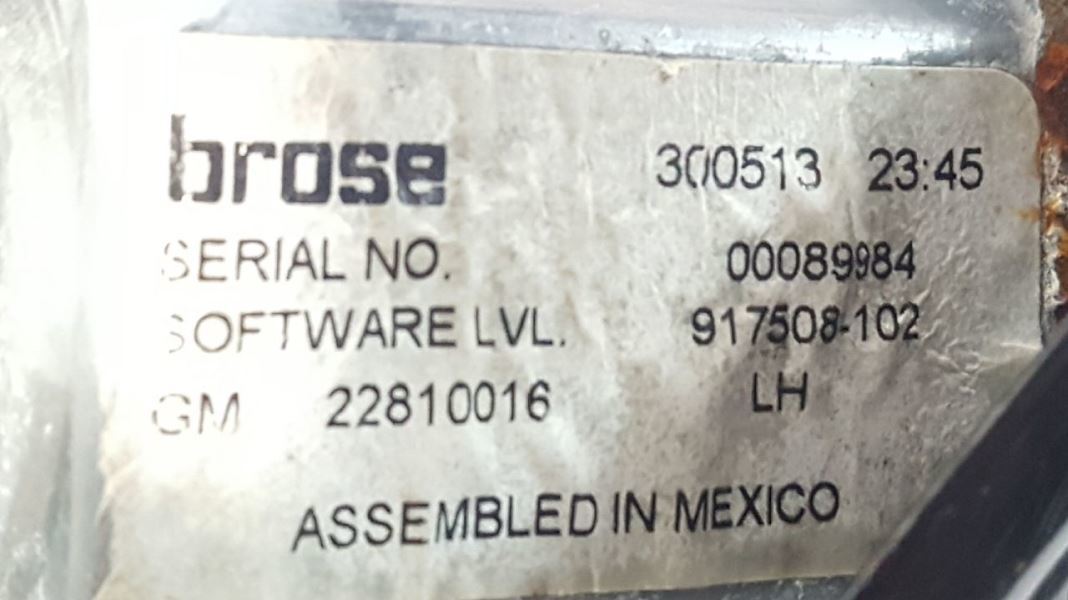 brose 300513 23:45
SERIAL NO. 00089984
SOFTWARE LVL. 917508-102
GM 22810016 LH
ASSEMBLED IN MEXICO